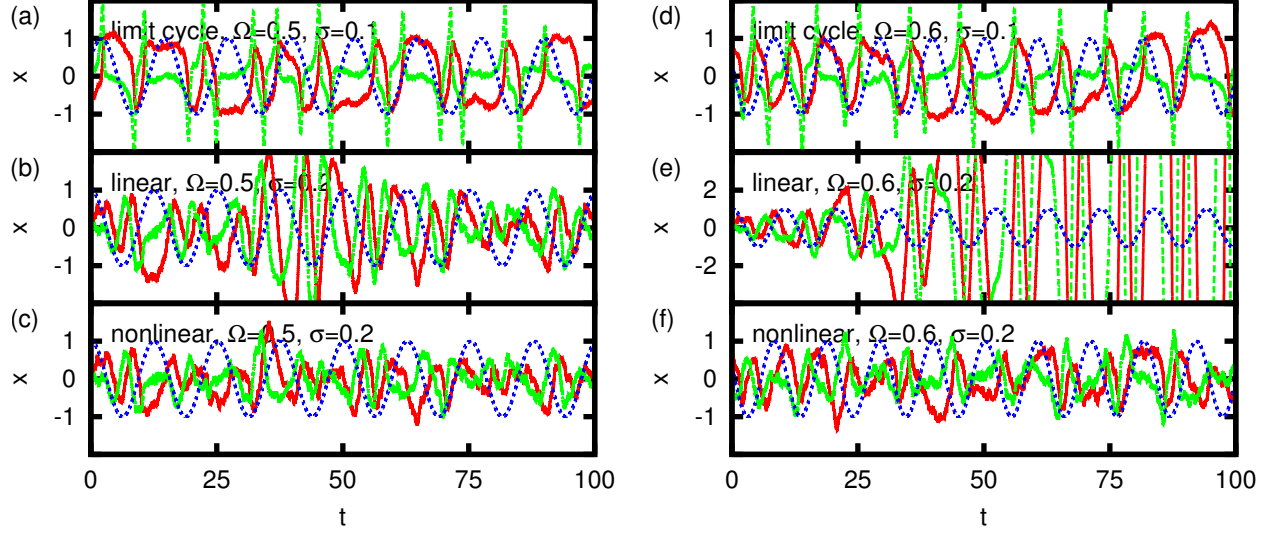 (a)
limit cycle, Ω=0.5, σ=0.1
x
1
0
-1
(b)
linear, Ω=0.5, σ=0.2
x
1
0
-1
(c)
nonlinear, Ω=0.5, σ=0.2
x
1
0
-1
0 25 50 75 100
t
(d)
limit cycle, Ω=0.6, σ=0.1
x
1
0
-1
(e)
linear, Ω=0.6, σ=0.2
x
2
0
-2
(f)
nonlinear, Ω=0.6, σ=0.2
x
1
0
-1
0 25 50 75 100
t